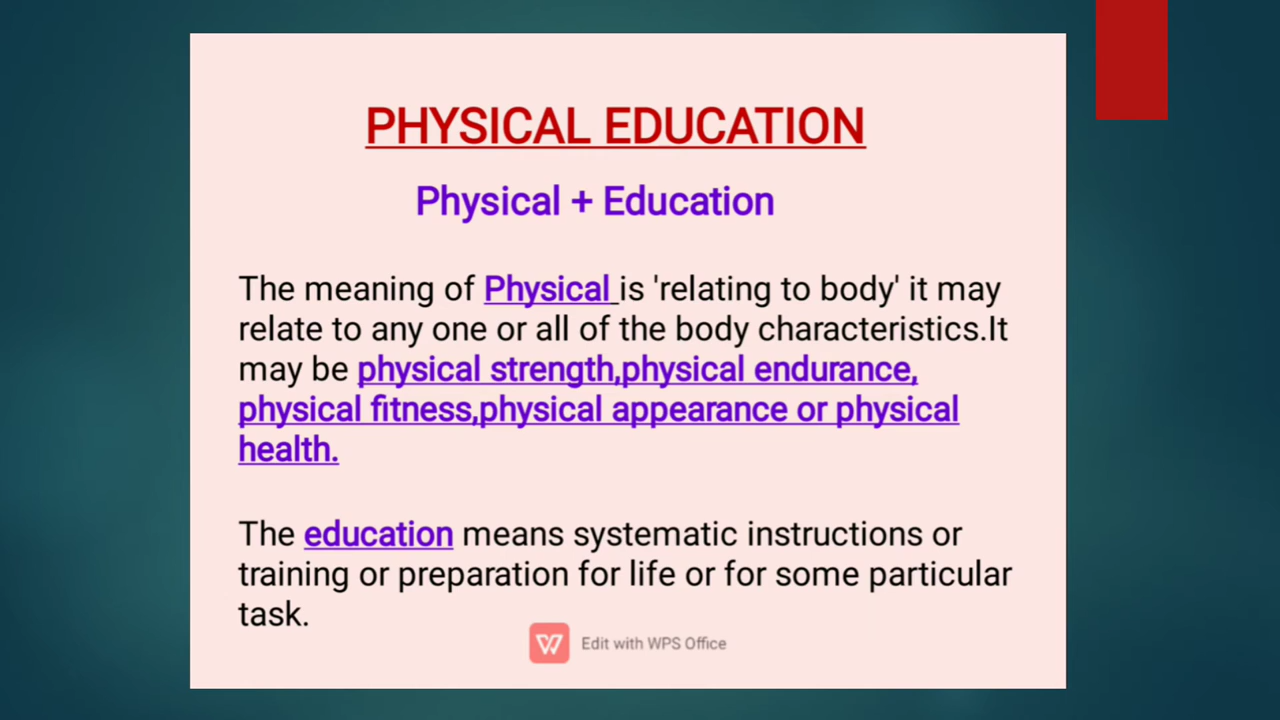 PHYSICAL EDUCATION
Physical + Education
The meaning of Physical is 'relating to body' it may
relate to any one or all of the body characteristics.It
may be physical strength,physical endurance,
physical fitness,physical appearance or physical
health.
The education means systematic instructions or
training or preparation for life or for some particular
task.
Edit with WPS Office